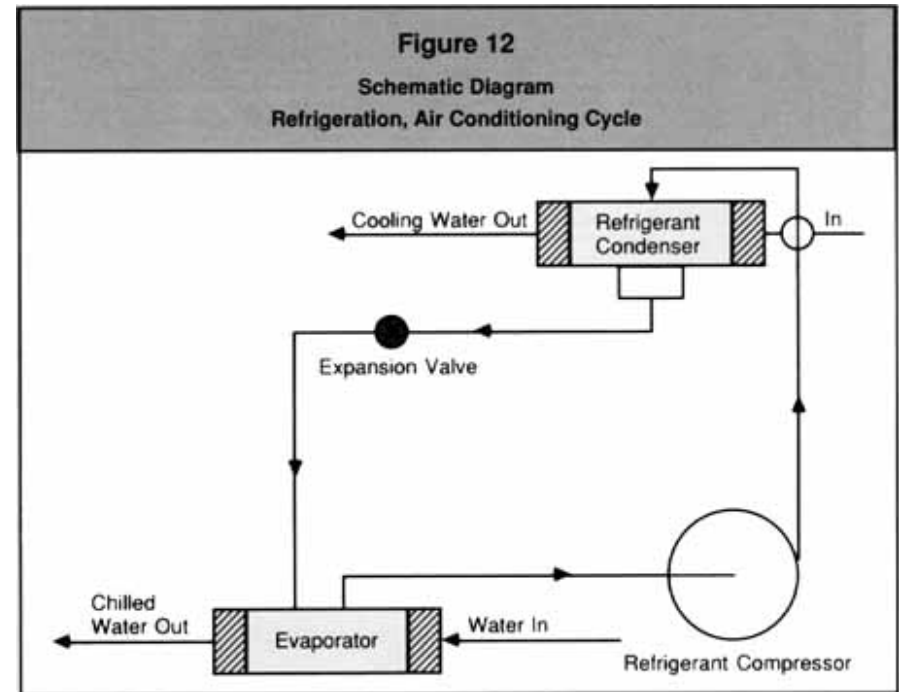 Figure 12
Schematic Diagram
Refrigeration, Air Conditioning Cycle
Cooling Water Out
Refrigerant
Condenser
In
Expansion Valve
Chilled
Water Out
Evaporator
Water In
Refrigerant Compressor